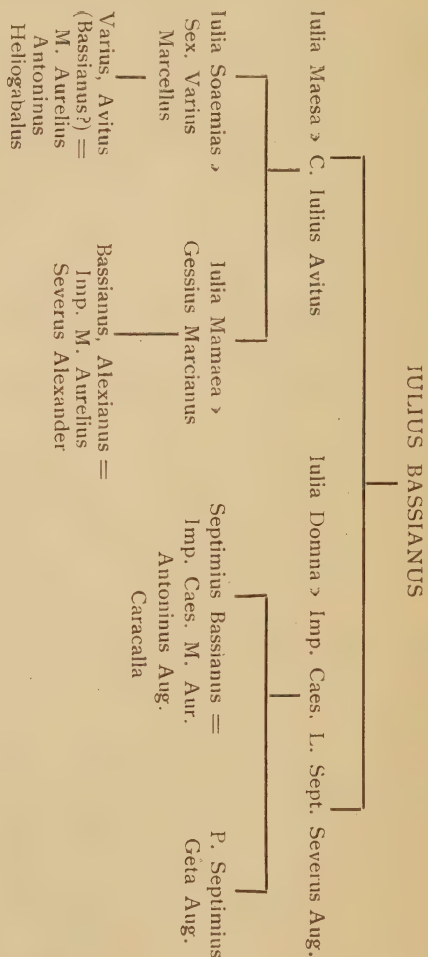 IULIUS BASSIANUS
Iulia Maesa > C. Iulius Avitus
Iulia Domna > Imp. Caes. L. Sept. Severus Aug.
Iulia Soaemias >
Sex. Varius
Marcellus
Iulia Mamaea >
Gessius Marcianus
Septimius Bassianus =
Imp. Caes. M. Aur.
Antoninus Aug.
Caracalla
P. Septimius
Geta Aug.
Varius, Avitus
(Bassianus?) =
M. Aurelius
Antoninus
Heliogabalus
Bassianus, Alexianus =
Imp. M. Aurelius
Severus Alexander